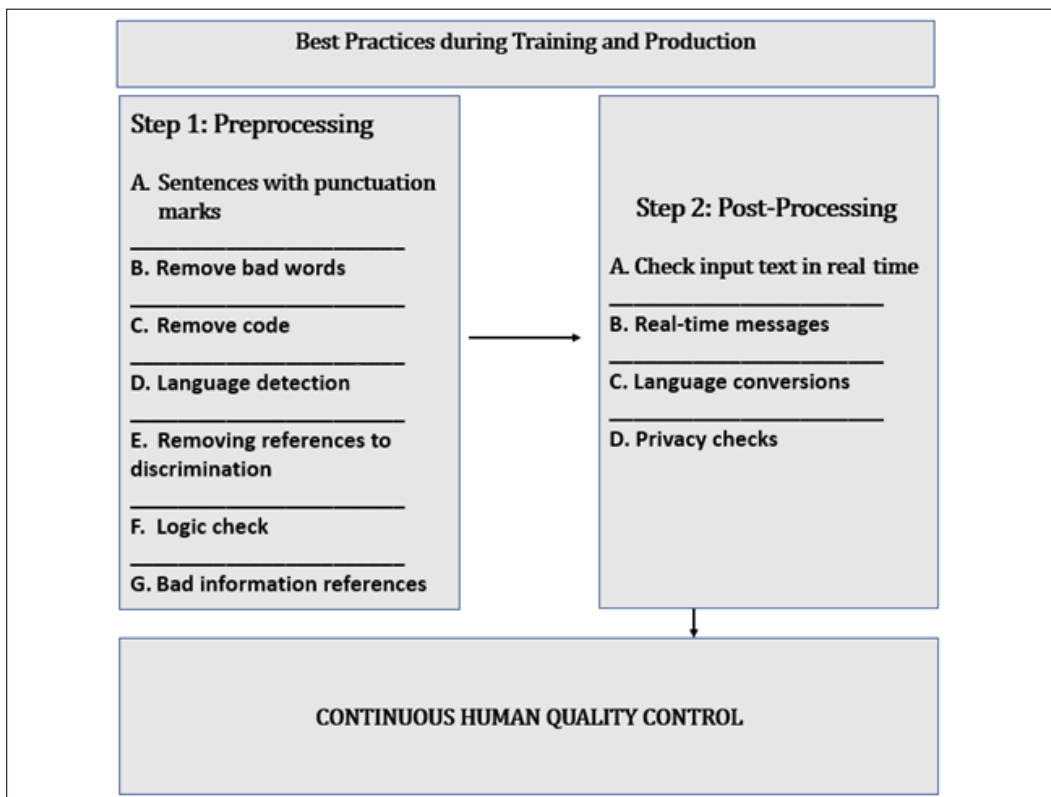 Best Practices during Training and Production
Step 1: Preprocessing
A. Sentences with punctuation
marks
B. Remove bad words
C. Remove code
D. Language detection
E. Removing references to
discrimination
F. Logic check
G. Bad information references
Step 2: Post-Processing
A. Check input text in real time
B. Real-time messages
C. Language conversions
D. Privacy checks
CONTINUOUS HUMAN QUALITY CONTROL